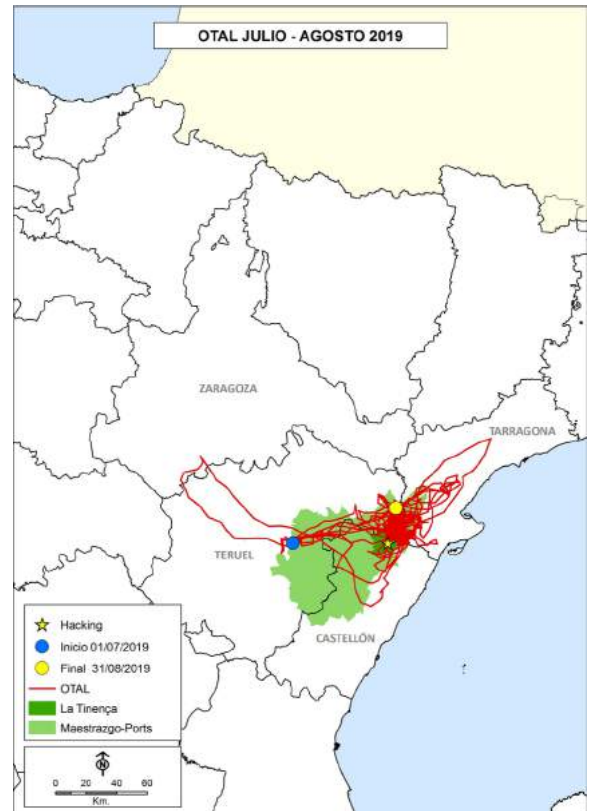 OTAL JULIO - AGOSTO 2019
ZARAGOZA
TARRAGONA
TERUEL
CASTELLÓN
Hacking
Inicio 01/07/2019
Final 31/08/2019
OTAL
La Tinença
Maestrazgo-Ports
N
0 20 40 60
Km.